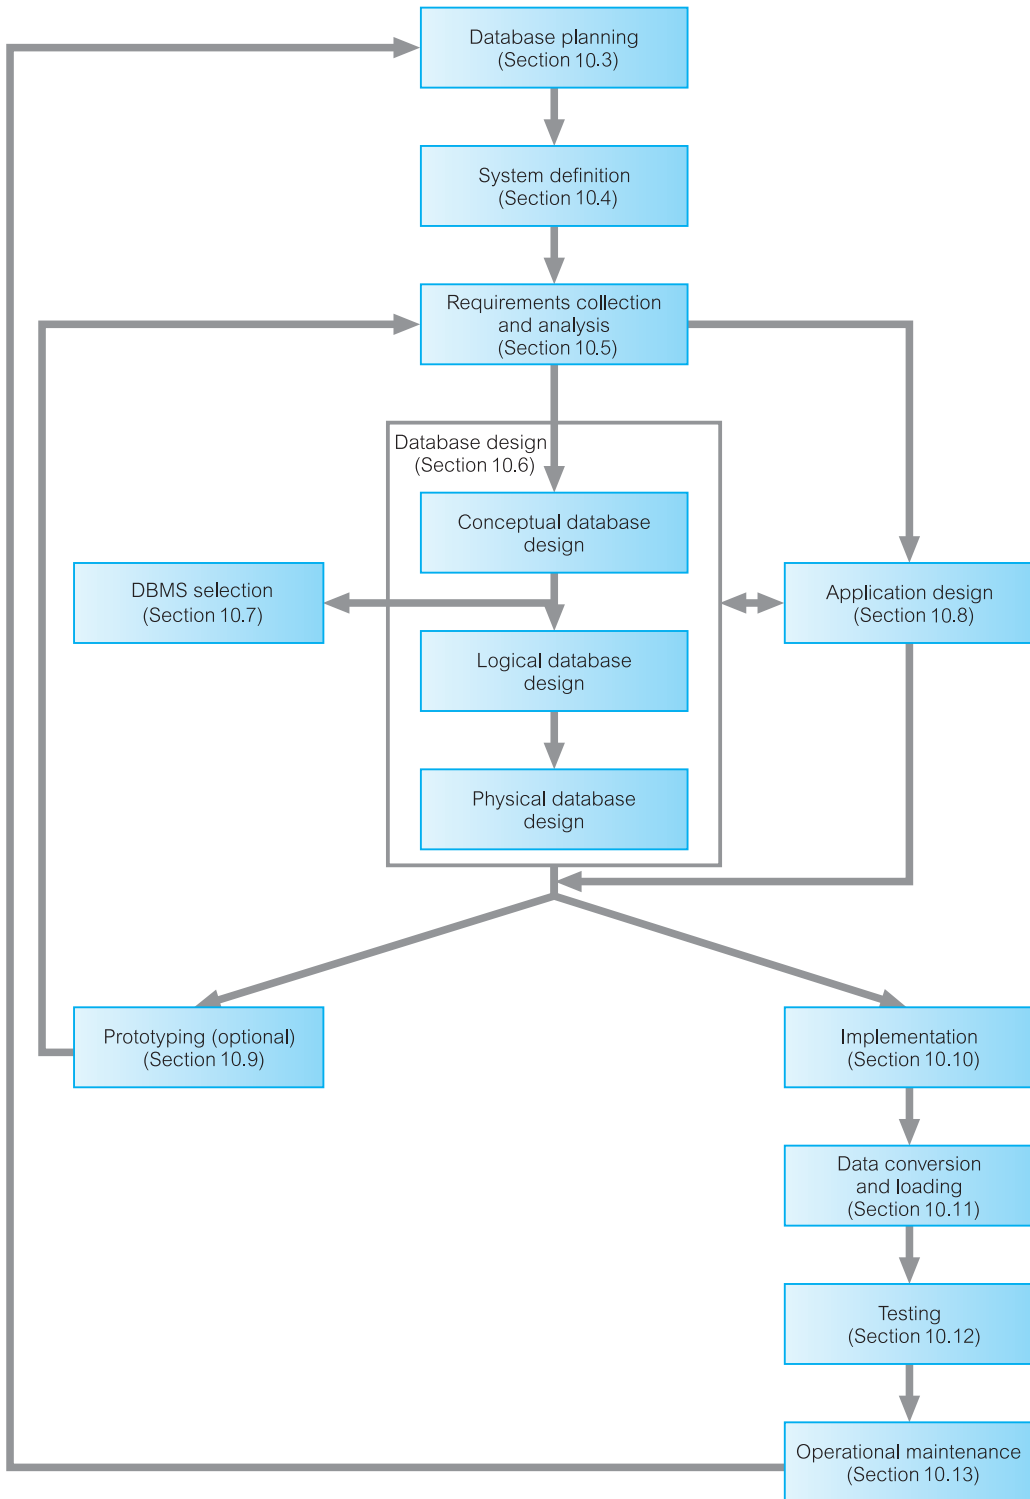 Database planning
(Section 10.3)
System definition
(Section 10.4)
Requirements collection
and analysis
(Section 10.5)
Database design
(Section 10.6)
Conceptual database
design
DBMS selection
(Section 10.7)
Application design
(Section 10.8)
Logical database
design
Physical database
design
Prototyping (optional)
(Section 10.9)
Implementation
(Section 10.10)
Data conversion
and loading
(Section 10.11)
Testing
(Section 10.12)
Operational maintenance
(Section 10.13)